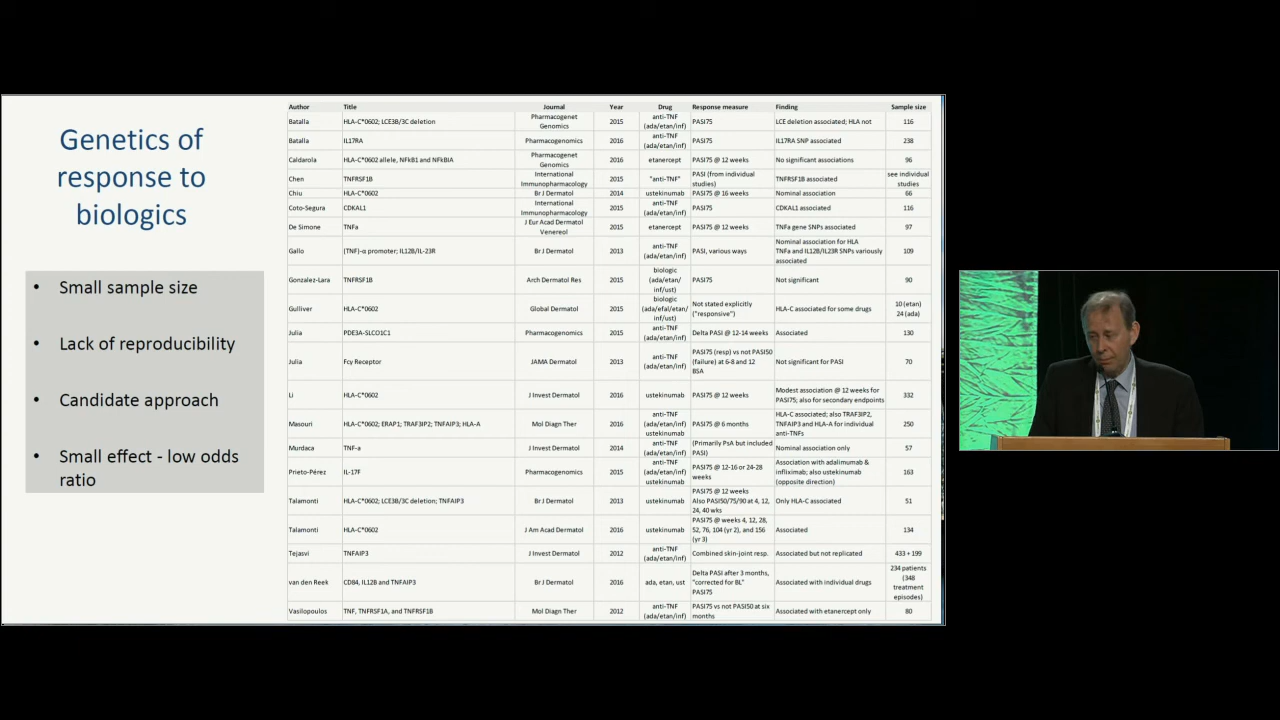 Genetics of
response to
biologics
• Small sample size
• Lack of reproducibility
• Candidate approach
• Small effect - low odds
ratio
Author Title Journal Year Drug Response measure Finding Sample size
Batalla HLA-C*0602; LCE3B/3C deletion Pharmacogenet Genomics 2015 anti-TNF (ada/etan/inf) PASI75 LCE deletion associated; HLA not 116
Batalla IL17RA Pharmacogenomics 2016 anti-TNF (ada/etan/inf) PASI75 IL17RA SNP associated 238
Caldarola HLA-C*0602 allele, NFkB1 and NFkBIA Pharmacogenet Genomics 2016 etanercept PASI75 @ 12 weeks No significant associations 96
Chen TNFRSF1B International Immunopharmacology 2015 "anti-TNF" PASI (from individual studies) TNFRSF1B associated see individual studies
Chiu HLA-C*0602 Br J Dermatol 2014 ustekinumab PASI75 @ 16 weeks Nominal association 66
Coto-Segura CDKAL1 International Immunopharmacology 2015 anti-TNF (ada/etan/inf) PASI75 CDKAL1 associated 116
De Simone TNFa J Eur Acad Dermatol Venereol 2015 etanercept PASI75 @ 12 weeks TNFa gene SNPs associated 97
Gallo (TNF)-α promoter; IL12B/IL-23R Br J Dermatol 2013 anti-TNF (ada/etan/inf) PASI, various ways Nominal association for HLA TNFa and IL12B/IL23R SNPs variously associated 109
Gonzalez-Lara TNFRSF1B Arch Dermatol Res 2015 biologic (ada/etan/ inf/ust) PASI75 Not significant 90
Gulliver HLA-C*0602 Global Dermatol 2015 biologic (ada/efal/etan/ inf/ust) Not stated explicitly ("responsive") HLA-C associated for some drugs 10 (etan) 24 (ada)
Julia PDE3A-SLCO1C1 Pharmacogenomics 2015 anti-TNF (ada/etan/inf) Delta PASI @ 12-14 weeks Associated 130
Julia Fcγ Receptor JAMA Dermatol 2013 anti-TNF (ada/etan/inf) PASI75 (resp) vs not PASI50 (failure) at 6-8 and 12 BSA Not significant for PASI 70
Li HLA-C*0602 J Invest Dermatol 2016 ustekinumab PASI75 @ 12 weeks Modest association @ 12 weeks for PASI75; also for secondary endpoints 332
Masouri HLA-C*0602; ERAP1; TRAF3IP2; TNFAIP3; HLA-A Mol Diagn Ther 2016 anti-TNF (ada/etan/inf) ustekinumab PASI75 @ 6 months HLA-C associated; also TRAF3IP2, TNFAIP3 and HLA-A for individual anti-TNFs 250
Murdaca TNF-a J Invest Dermatol 2014 anti-TNF (ada/etan/inf) (Primarily PsA but included PASI) Nominal association only 57
Prieto-Pérez IL-17F Pharmacogenomics 2015 anti-TNF (ada/etan/inf) ustekinumab PASI75 @ 12-16 or 24-28 weeks Association with adalimumab & infliximab; also ustekinumab (opposite direction) 163
Talamonti HLA-C*0602; LCE3B/3C deletion; TNFAIP3 Br J Dermatol 2013 ustekinumab PASI75 @ 12 weeks Also PASI50/75/90 at 4, 12, 24, 40 wks Only HLA-C associated 51
Talamonti HLA-C*0602 J Am Acad Dermatol 2016 ustekinumab PASI75 @ weeks 4, 12, 28, 52, 76, 104 (yr 2), and 156 (yr 3) Associated 134
Tejasvi TNFAIP3 J Invest Dermatol 2012 anti-TNF (ada/etan/inf) Combined skin-joint resp. Associated but not replicated 433 + 199
van den Reek CD84, IL12B and TNFAIP3 Br J Dermatol 2016 ada, etan, ust Delta PASI after 3 months, "corrected for BL" PASI75 Associated with individual drugs 234 patients (348 treatment episodes)
Vasilopoulos TNF, TNFRSF1A, and TNFRSF1B Mol Diagn Ther 2012 anti-TNF (ada/etan/inf) PASI75 vs not PASI50 at six months Associated with etanercept only 80